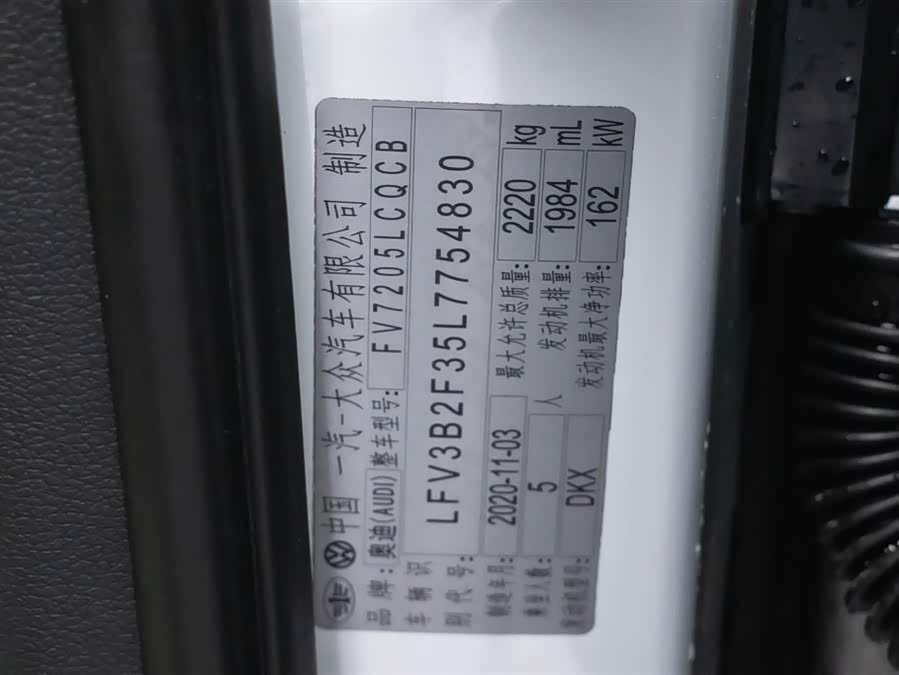 中国 一汽-大众汽车有限公司 制造
品牌:奥迪(AUDI) 整车型号: FV7205LCQCB
车辆识别代号: LFV3B2F35L7754830
制造年月: 2020-11-03 最大允许总质量: 2220 kg
乘坐人数: 5 人 发动机排量: 1984 mL
发动机型号: DKX 发动机最大净功率: 162 kW